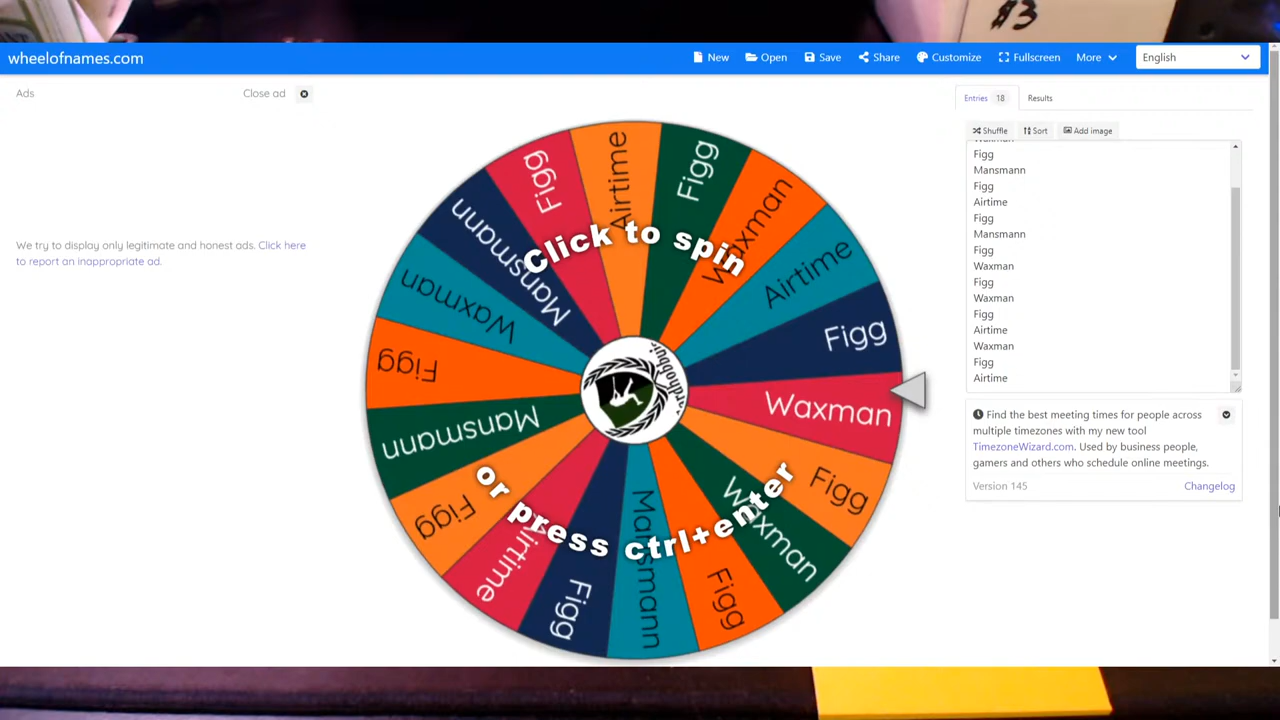 13
wheelofnames.com
New
Open
Save
Share
Customize
Fullscreen
More
English
Ads
Close ad
We try to display only legitimate and honest ads. Click here
to report an inappropriate ad.
Entries 18
Results
Shuffle
Sort
Add image
Waxman
Figg
Mansmann
Figg
Airtime
Figg
Mansmann
Figg
Waxman
Figg
Waxman
Figg
Airtime
Waxman
Figg
Airtime
Find the best meeting times for people across
multiple timezones with my new tool
TimezoneWizard.com. Used by business people,
gamers and others who schedule online meetings.
Version 145
Changelog
Click to spin
or press ctrl+enter
Airtime
Figg
Waxman
Airtime
Figg
Waxman
Figg
Waxman
Figg
Mansmann
Figg
Airtime
Figg
Mansmann
Figg
Waxman
Mansmann
Figg